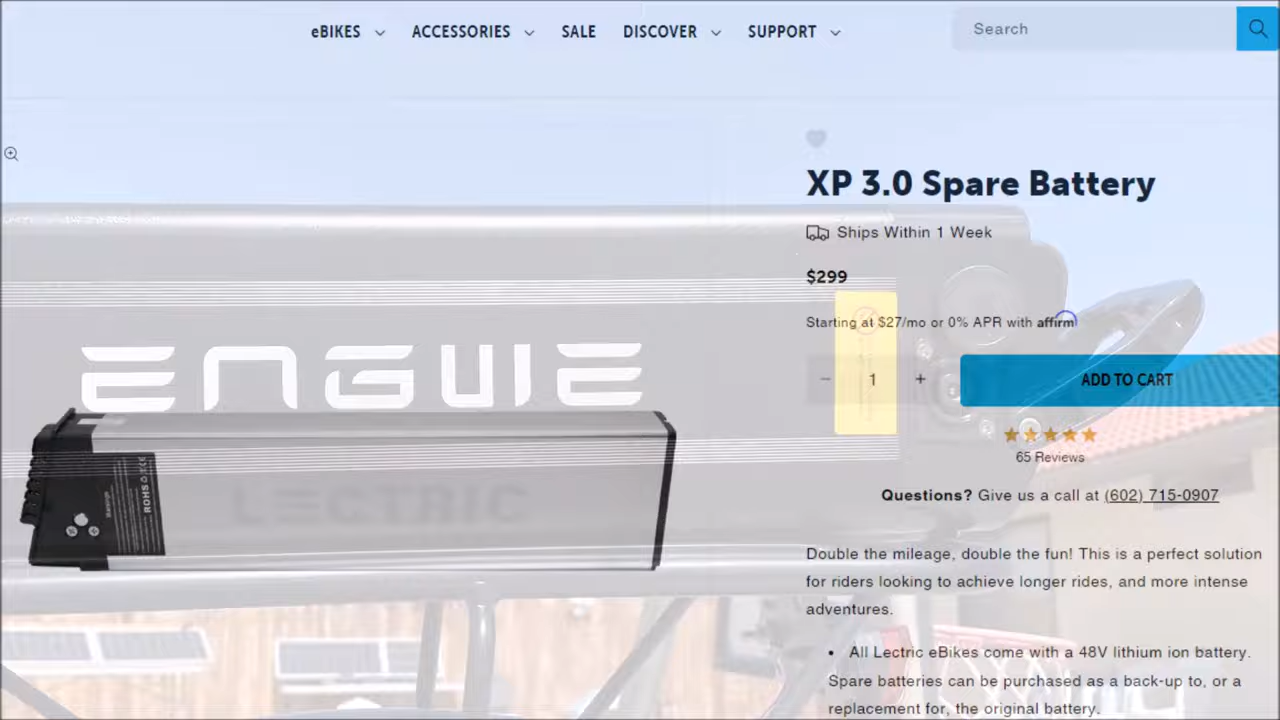 eBIKES
ACCESSORIES
SALE
DISCOVER
SUPPORT
Search
XP 3.0 Spare Battery
Ships Within 1 Week
$299
Starting at $27/mo or 0% APR with affirm
− 1 +
ADD TO CART
65 Reviews
Questions? Give us a call at (602) 715-0907
Double the mileage, double the fun! This is a perfect solution
for riders looking to achieve longer rides, and more intense
adventures.
• All Lectric eBikes come with a 48V lithium ion battery.
Spare batteries can be purchased as a back-up to, or a
replacement for, the original battery.
ENGWE
LECTRIC
ROHS